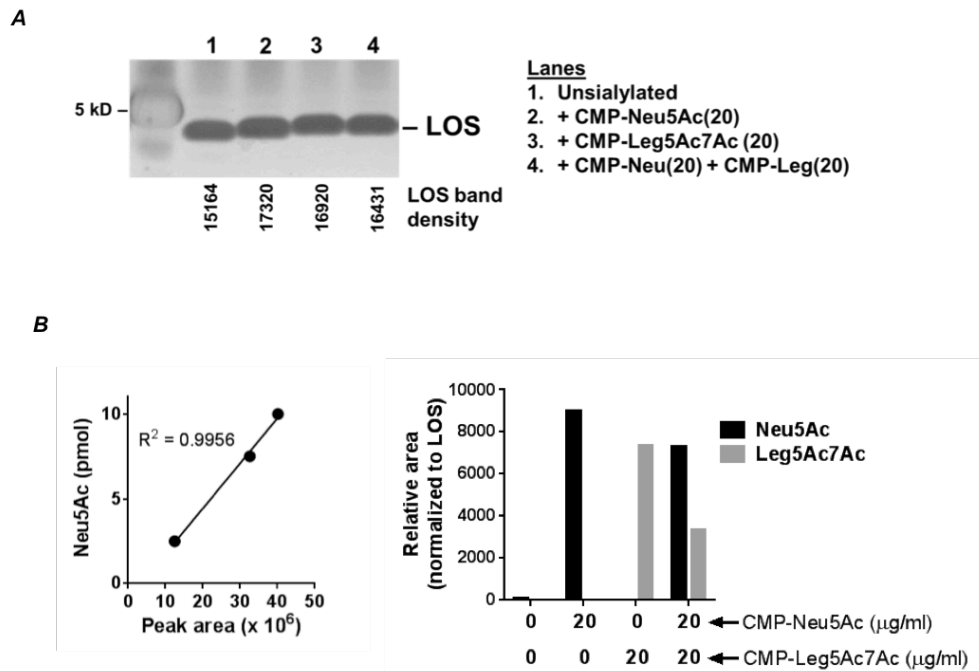 A
1 2 3 4
5 kD
LOS
15164 17320 16920 16431
LOS band
density
Lanes
1. Unsialylated
2. + CMP-Neu5Ac(20)
3. + CMP-Leg5Ac7Ac (20)
4. + CMP-Neu(20) + CMP-Leg(20)
B
Neu5Ac (pmol)
10
5
0
R² = 0.9956
0 10 20 30 40 50
Peak area (x 10⁶)
Relative area
(normalized to LOS)
10000
8000
6000
4000
2000
0
Neu5Ac
Leg5Ac7Ac
0 20 0 20 CMP-Neu5Ac (μg/ml)
0 0 20 20 CMP-Leg5Ac7Ac (μg/ml)